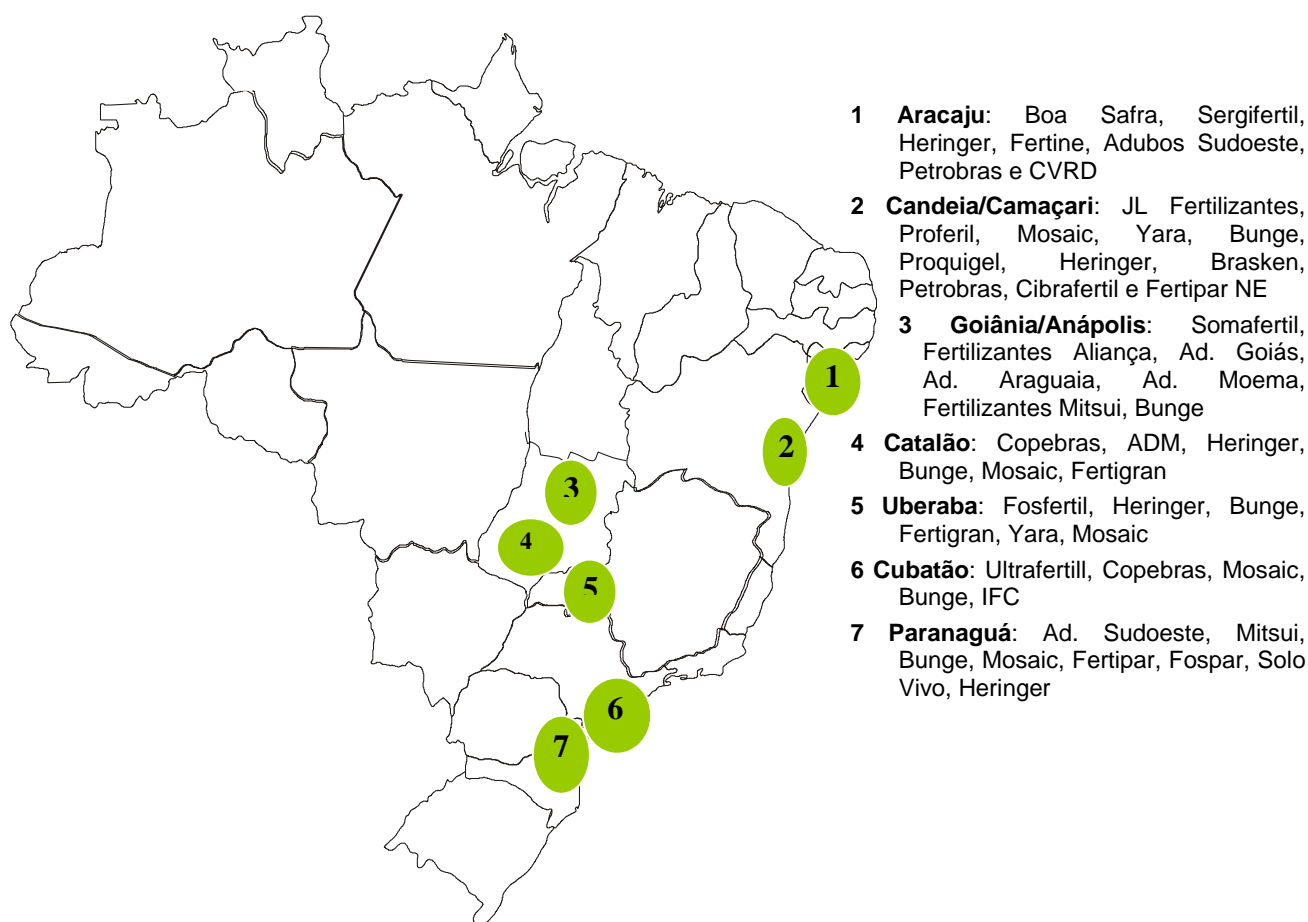 1 Aracaju: Boa Safra, Sergifertil,
Heringer, Fertine, Adubos Sudoeste,
Petrobras e CVRD
2 Candeia/Camaçari: JL Fertilizantes,
Proferil, Mosaic, Yara, Bunge,
Proquigel, Heringer, Brasken,
Petrobras, Cibrafertil e Fertipar NE
3 Goiânia/Anápolis: Somafertil,
Fertilizantes Aliança, Ad. Goiás,
Ad. Araguaia, Ad. Moema,
Fertilizantes Mitsui, Bunge
4 Catalão: Copebras, ADM, Heringer,
Bunge, Mosaic, Fertigran
5 Uberaba: Fosfertil, Heringer, Bunge,
Fertigran, Yara, Mosaic
6 Cubatão: Ultrafertill, Copebras, Mosaic,
Bunge, IFC
7 Paranaguá: Ad. Sudoeste, Mitsui,
Bunge, Mosaic, Fertipar, Fospar, Solo
Vivo, Heringer
1
2
3
4
5
6
7